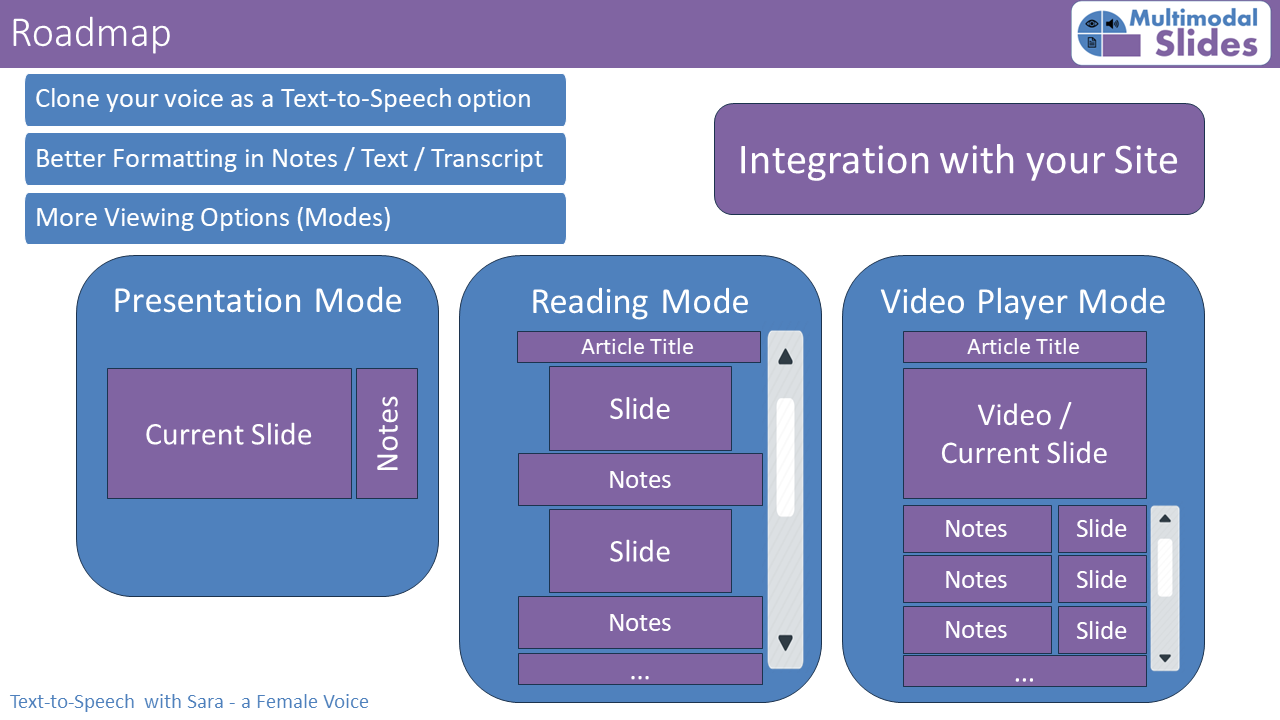 Roadmap
Multimodal
Slides
Clone your voice as a Text-to-Speech option
Better Formatting in Notes / Text / Transcript
More Viewing Options (Modes)
Integration with your Site
Presentation Mode
Current Slide
Notes
Reading Mode
Article Title
Slide
Notes
Slide
Notes
...
Video Player Mode
Article Title
Video /
Current Slide
Notes Slide
Notes Slide
Notes Slide
...
Text-to-Speech with Sara - a Female Voice